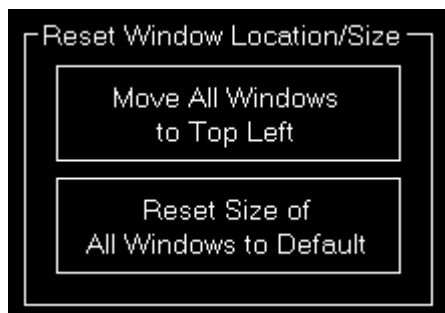 Reset Window Location/Size
Move All Windows
to Top Left
Reset Size of
All Windows to Default